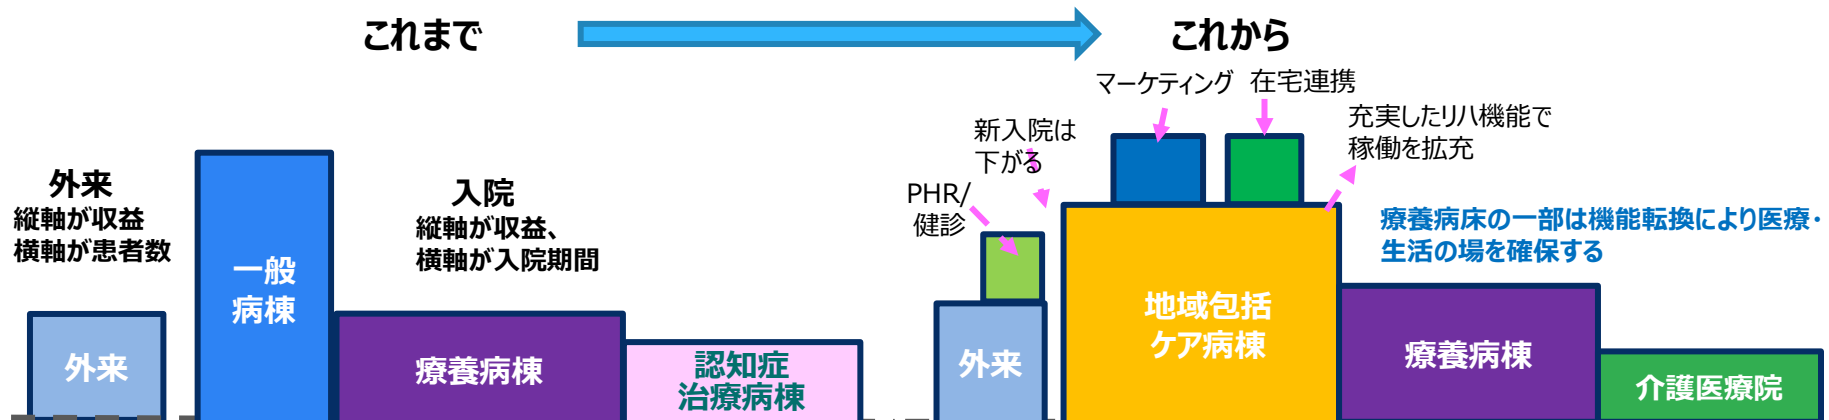 これまで
これから
外来
縦軸が収益
横軸が患者数
入院
縦軸が収益、
横軸が入院期間
外来
一般
病棟
療養病棟
認知症
治療病棟
PHR/
健診
新入院は
下がる
マーケティング
在宅連携
充実したリハ機能で
稼働を拡充
療養病床の一部は機能転換により医療・
生活の場を確保する
外来
地域包括
ケア病棟
療養病棟
介護医療院